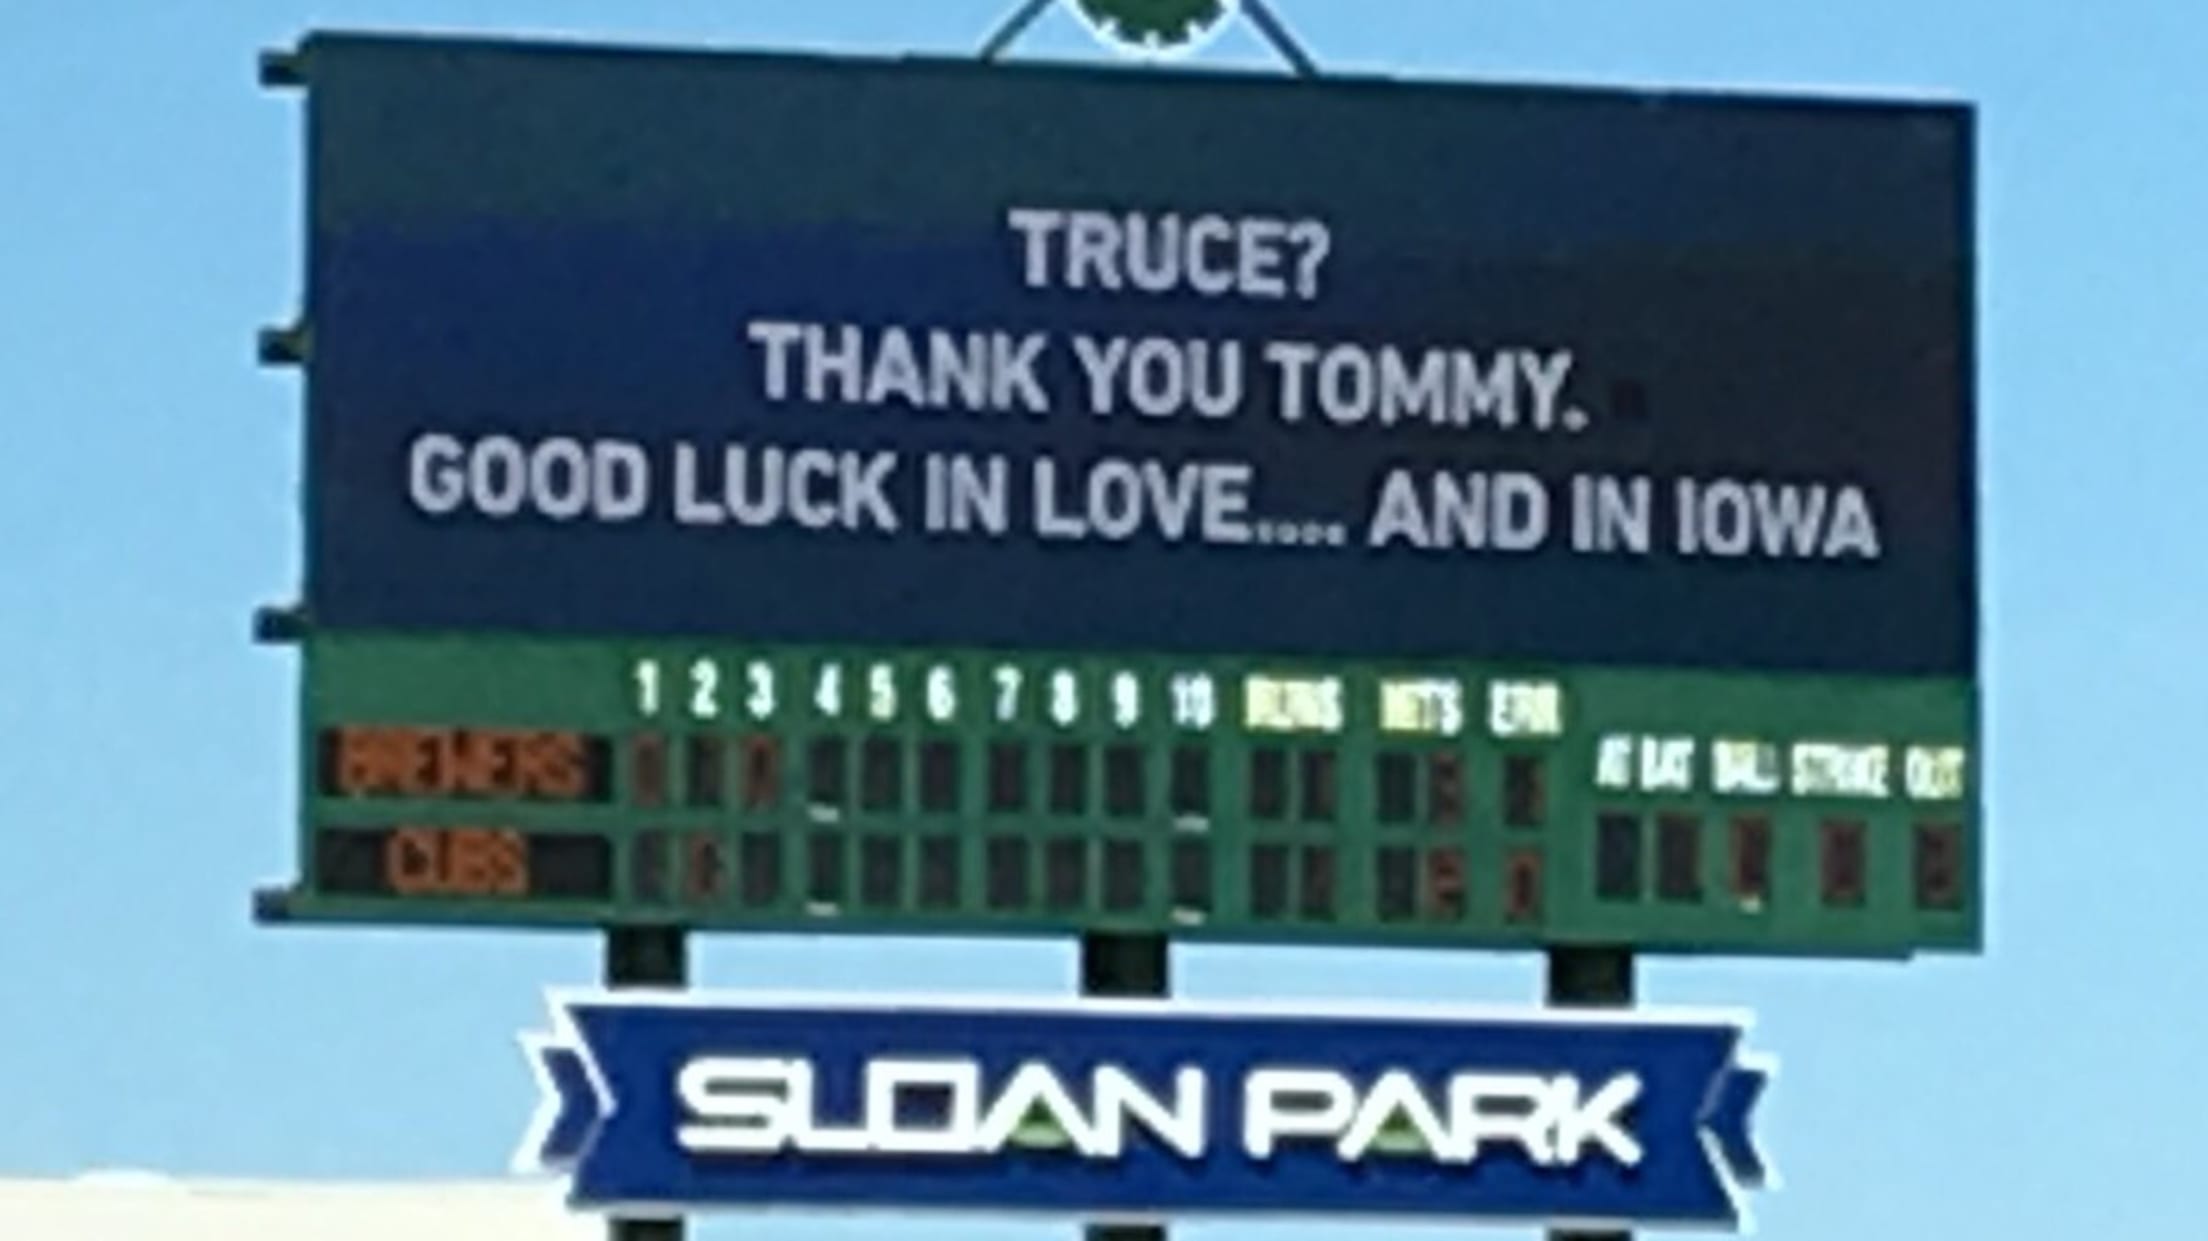 TRUCE?
THANK YOU TOMMY.
GOOD LUCK IN LOVE.... AND IN IOWA
1 2 3 4 5 6 7 8 9 10 RUNS HITS ERR
AT BAT BALL STRIKE OUT
BREWERS
CUBS
SLOAN PARK